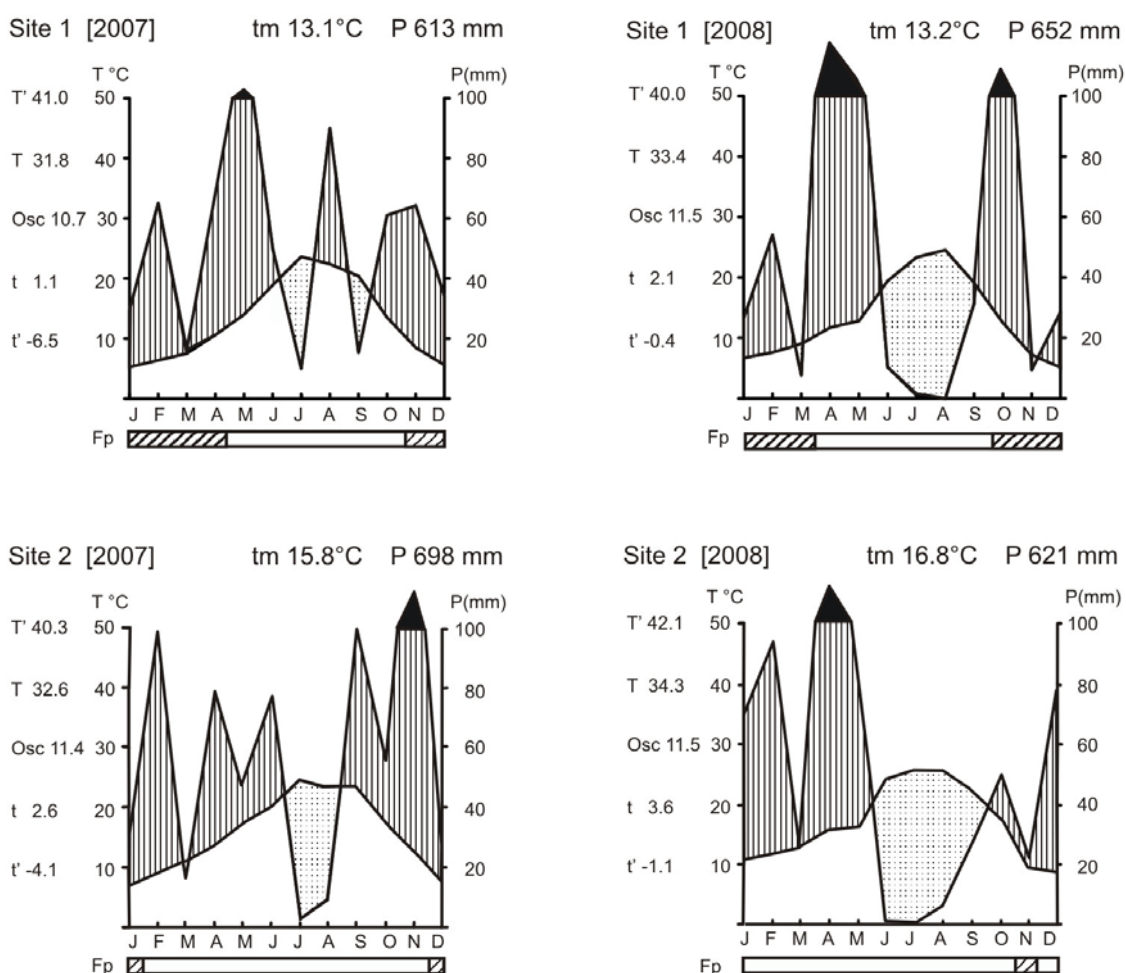 Site 1 [2007] tm 13.1°C P 613 mm
T °C P(mm)
T' 41.0 50 100
T 31.8 40 80
Osc 10.7 30 60
t 1.1 20 40
t' -6.5 10 20
J F M A M J J A S O N D
Fp
Site 1 [2008] tm 13.2°C P 652 mm
T °C P(mm)
T' 40.0 50 100
T 33.4 40 80
Osc 11.5 30 60
t 2.1 20 40
t' -0.4 10 20
J F M A M J J A S O N D
Fp
Site 2 [2007] tm 15.8°C P 698 mm
T °C P(mm)
T' 40.3 50 100
T 32.6 40 80
Osc 11.4 30 60
t 2.6 20 40
t' -4.1 10 20
J F M A M J J A S O N D
Fp
Site 2 [2008] tm 16.8°C P 621 mm
T °C P(mm)
T' 42.1 50 100
T 34.3 40 80
Osc 11.5 30 60
t 3.6 20 40
t' -1.1 10 20
J F M A M J J A S O N D
Fp